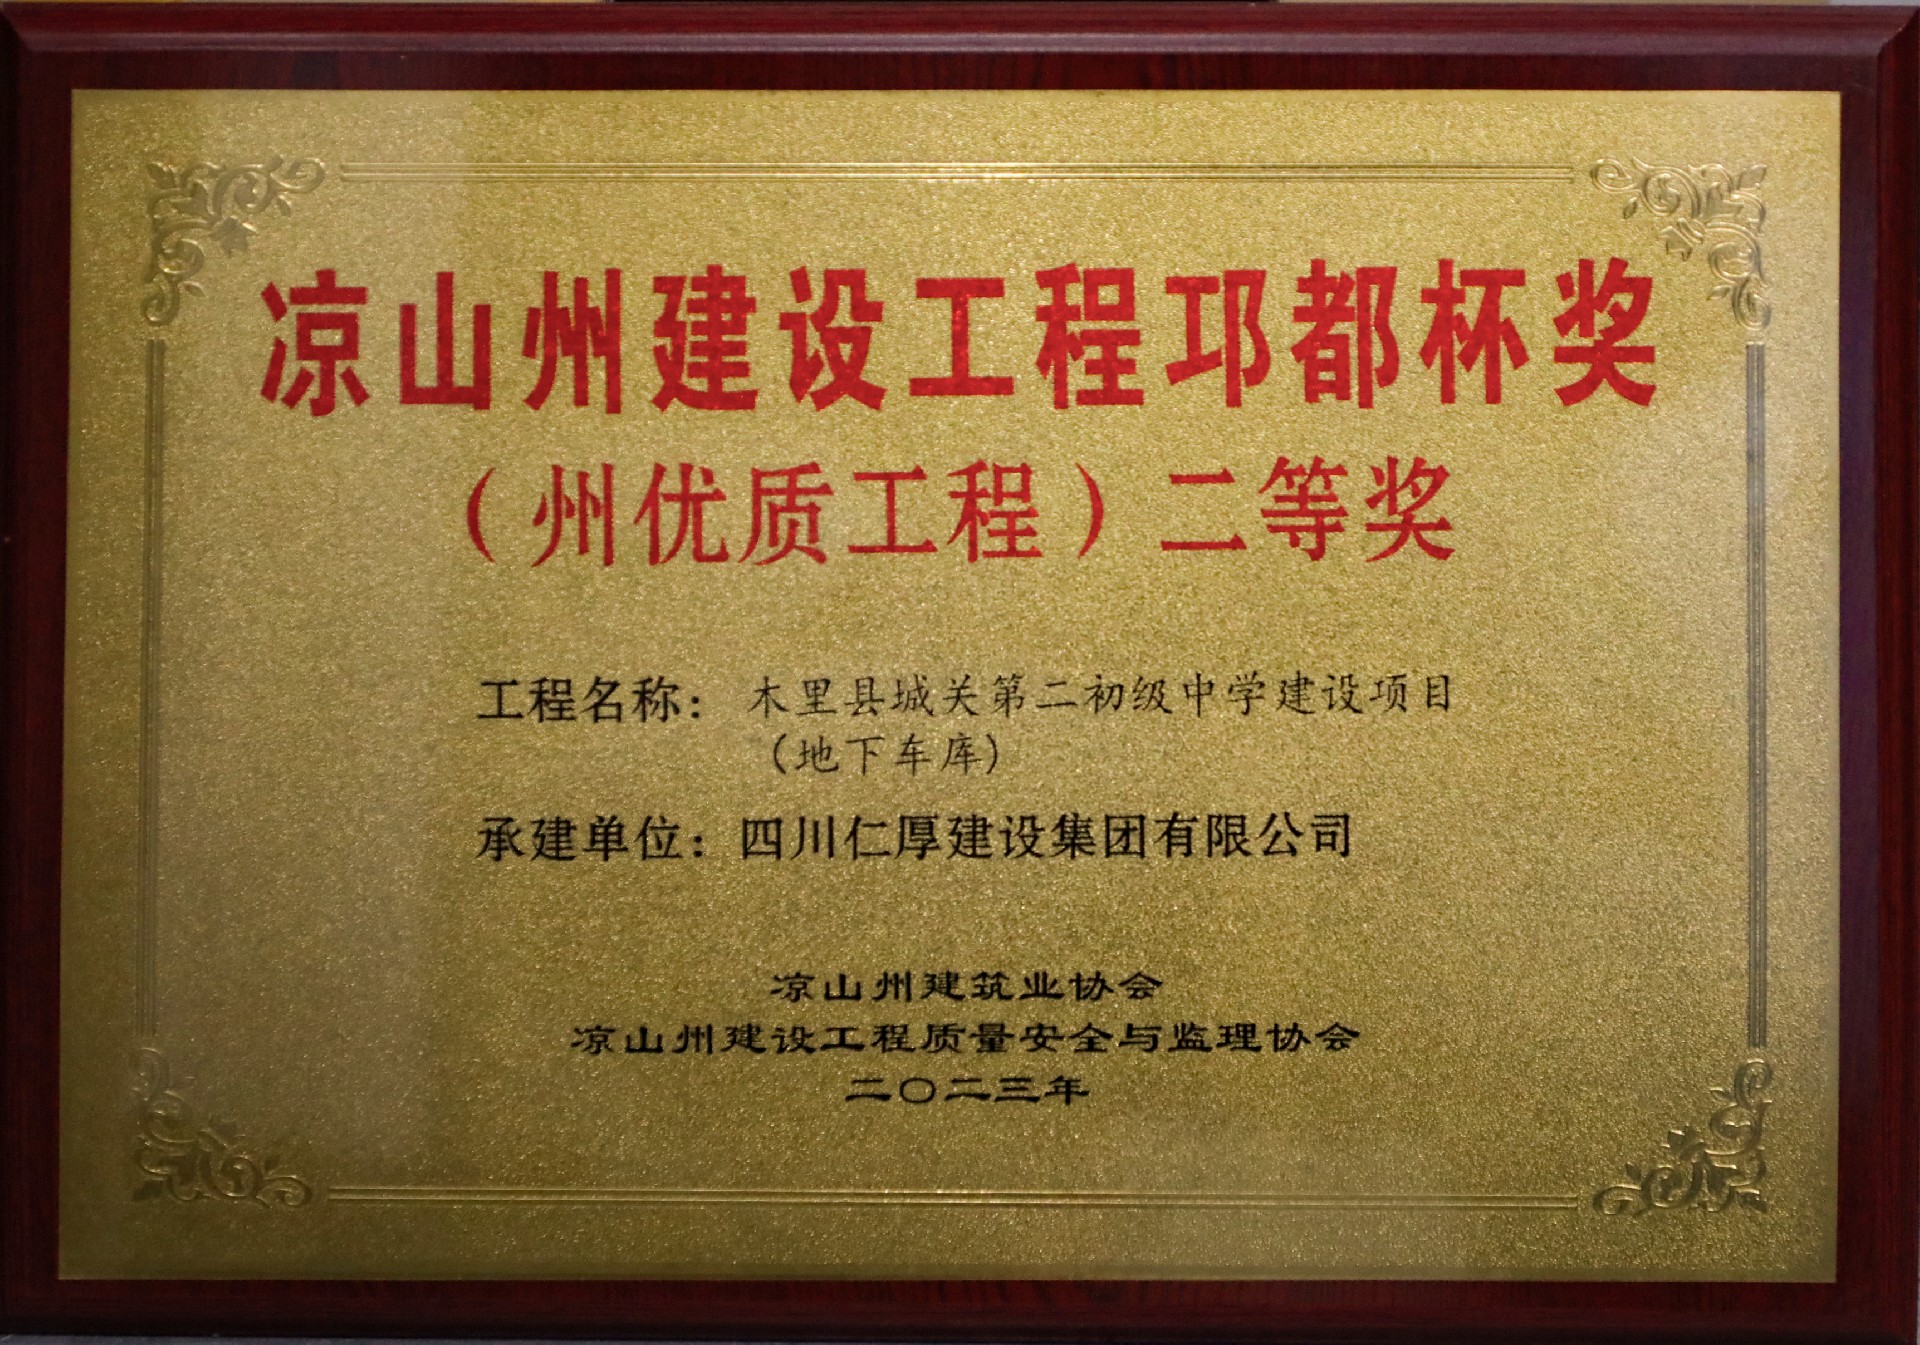 凉山州建设工程邛都杯奖
（州优质工程）二等奖
工程名称：木里县城关第二初级中学建设项目
（地下车库）
承建单位：四川仁厚建设集团有限公司
凉山州建筑业协会
凉山州建设工程质量安全与监理协会
二〇二三年